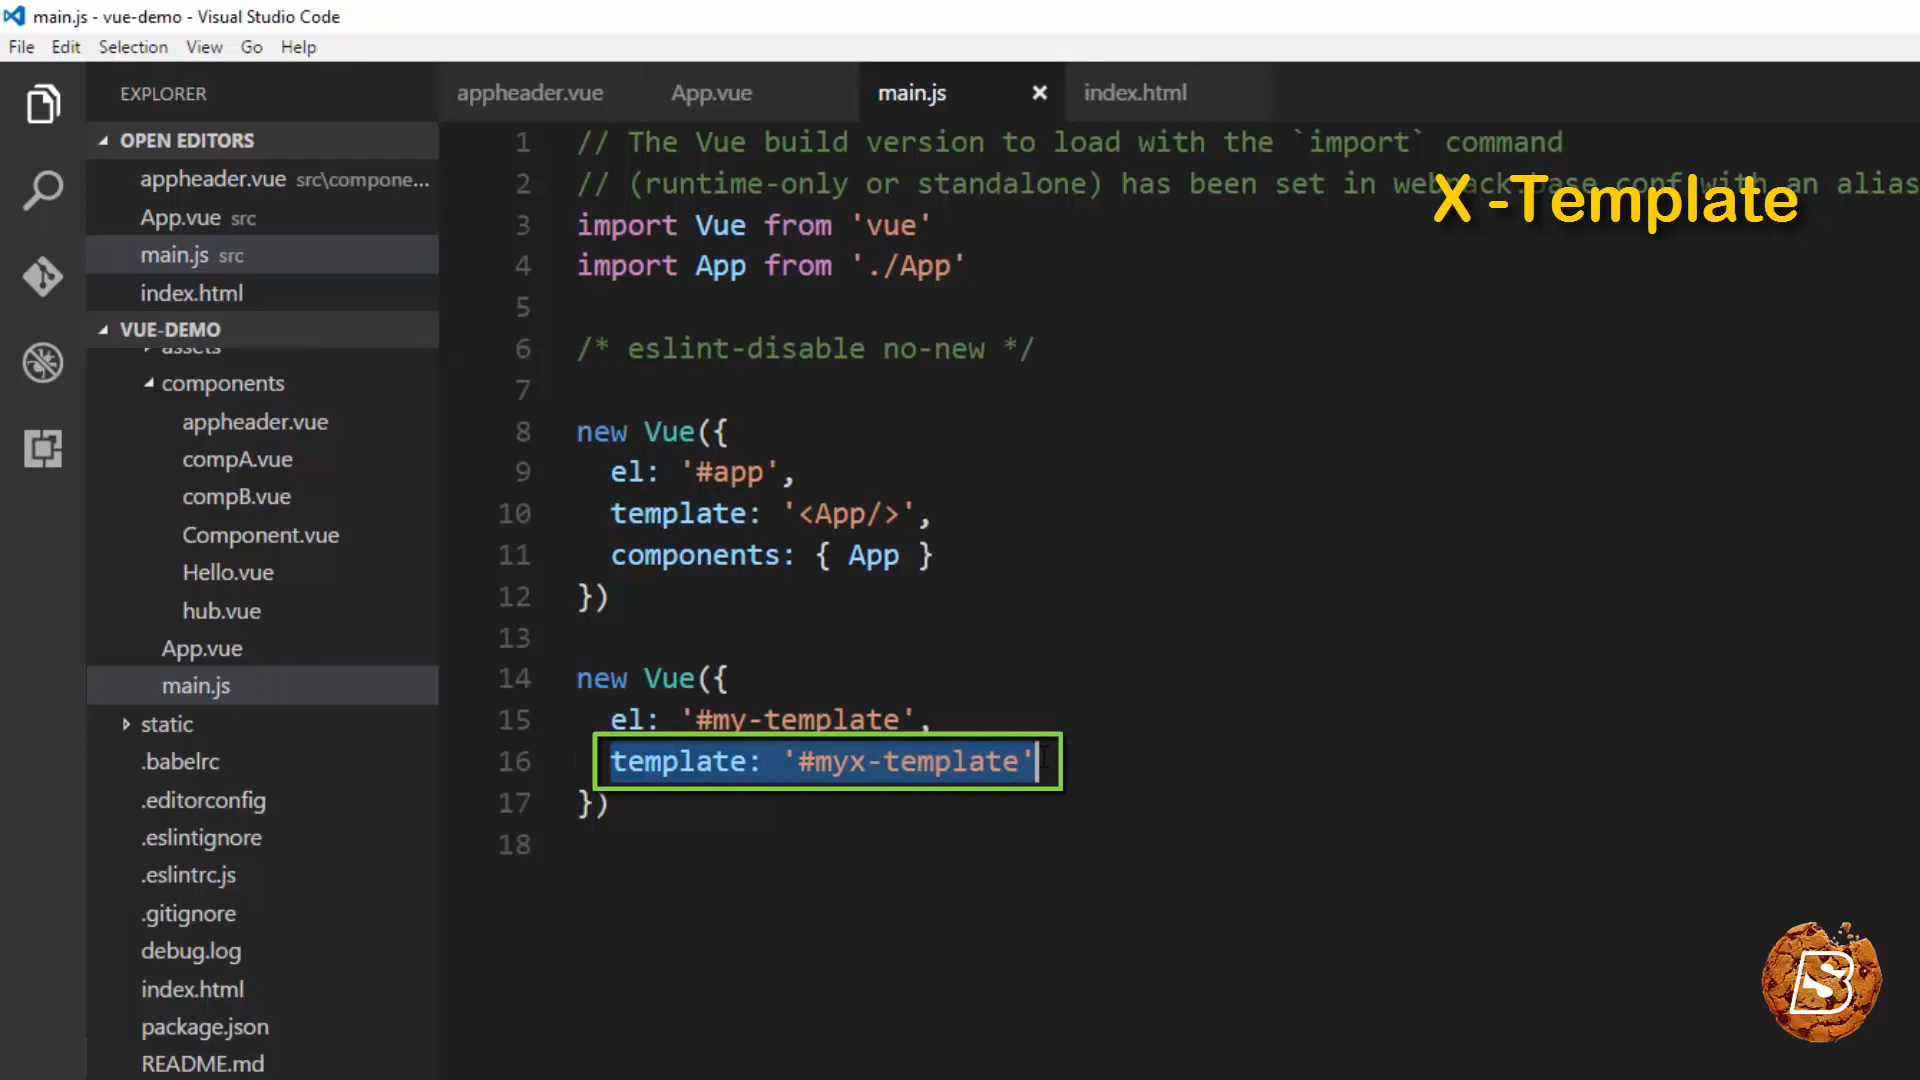 main.js - vue-demo - Visual Studio Code
File Edit Selection View Go Help
EXPLORER
OPEN EDITORS
appheader.vue src\compone...
App.vue src
main.js src
index.html
VUE-DEMO
assets
components
appheader.vue
compA.vue
compB.vue
Component.vue
Hello.vue
hub.vue
App.vue
main.js
static
.babelrc
.editorconfig
.eslintignore
.eslintrc.js
.gitignore
debug.log
index.html
package.json
README.md
appheader.vue App.vue main.js index.html
1 // The Vue build version to load with the `import` command
2 // (runtime-only or standalone) has been set in webpack.base.conf with an alias
3 import Vue from 'vue'
4 import App from './App'
5
6 /* eslint-disable no-new */
7
8 new Vue({
9 el: '#app',
10 template: '<App/>',
11 components: { App }
12 })
13
14 new Vue({
15 el: '#my-template',
16 template: '#myx-template'
17 })
18
X -Template
B